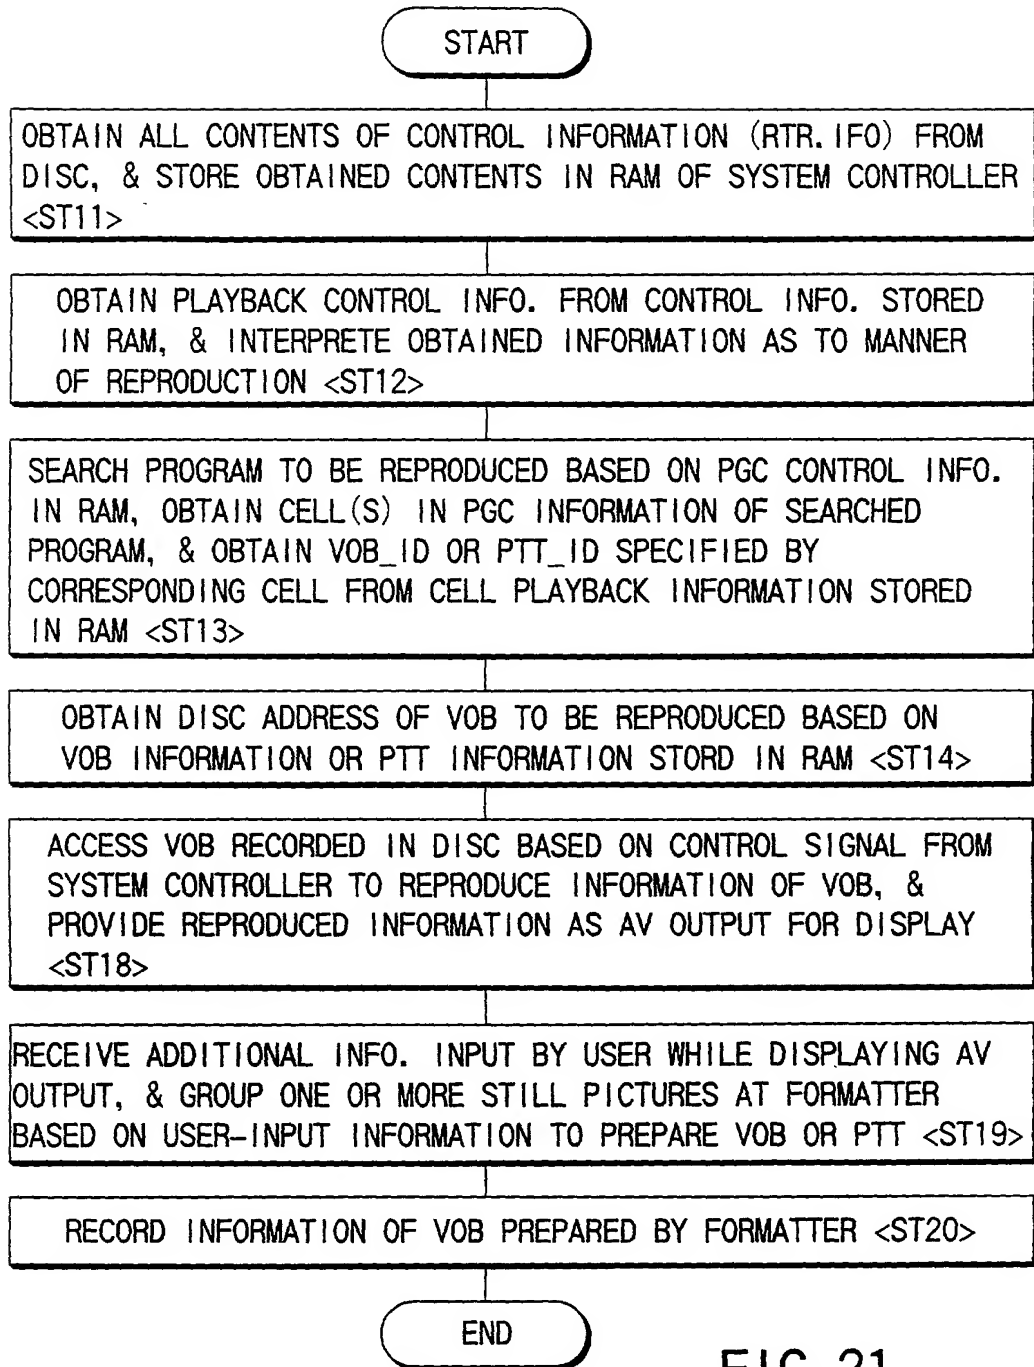 START
OBTAIN ALL CONTENTS OF CONTROL INFORMATION (RTR.IFO) FROM
DISC, & STORE OBTAINED CONTENTS IN RAM OF SYSTEM CONTROLLER
<ST11>
OBTAIN PLAYBACK CONTROL INFO. FROM CONTROL INFO. STORED
IN RAM, & INTERPRETE OBTAINED INFORMATION AS TO MANNER
OF REPRODUCTION <ST12>
SEARCH PROGRAM TO BE REPRODUCED BASED ON PGC CONTROL INFO.
IN RAM, OBTAIN CELL(S) IN PGC INFORMATION OF SEARCHED
PROGRAM, & OBTAIN VOB_ID OR PTT_ID SPECIFIED BY
CORRESPONDING CELL FROM CELL PLAYBACK INFORMATION STORED
IN RAM <ST13>
OBTAIN DISC ADDRESS OF VOB TO BE REPRODUCED BASED ON
VOB INFORMATION OR PTT INFORMATION STORD IN RAM <ST14>
ACCESS VOB RECORDED IN DISC BASED ON CONTROL SIGNAL FROM
SYSTEM CONTROLLER TO REPRODUCE INFORMATION OF VOB, &
PROVIDE REPRODUCED INFORMATION AS AV OUTPUT FOR DISPLAY
<ST18>
RECEIVE ADDITIONAL INFO. INPUT BY USER WHILE DISPLAYING AV
OUTPUT, & GROUP ONE OR MORE STILL PICTURES AT FORMATTER
BASED ON USER-INPUT INFORMATION TO PREPARE VOB OR PTT <ST19>
RECORD INFORMATION OF VOB PREPARED BY FORMATTER <ST20>
END
FIG. 21